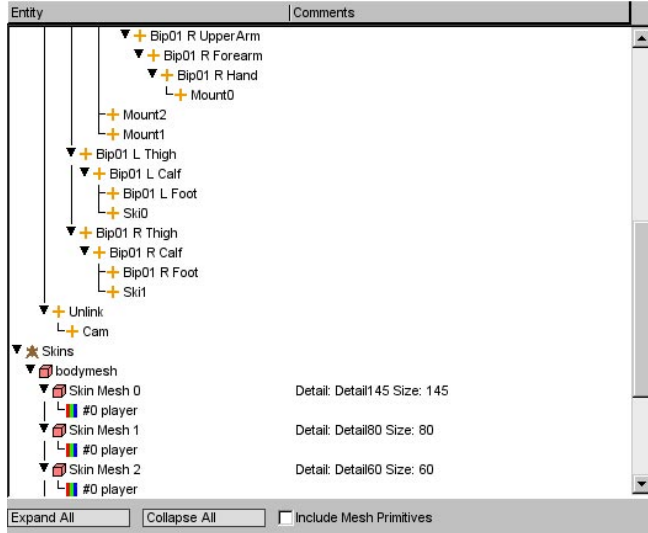 Entity Comments
Bip01 R UpperArm
Bip01 R Forearm
Bip01 R Hand
Mount0
Mount2
Mount1
Bip01 L Thigh
Bip01 L Calf
Bip01 L Foot
Ski0
Bip01 R Thigh
Bip01 R Calf
Bip01 R Foot
Ski1
Unlink
Cam
Skins
bodymesh
Skin Mesh 0 Detail: Detail145 Size: 145
#0 player
Skin Mesh 1 Detail: Detail80 Size: 80
#0 player
Skin Mesh 2 Detail: Detail60 Size: 60
#0 player
Expand All Collapse All Include Mesh Primitives